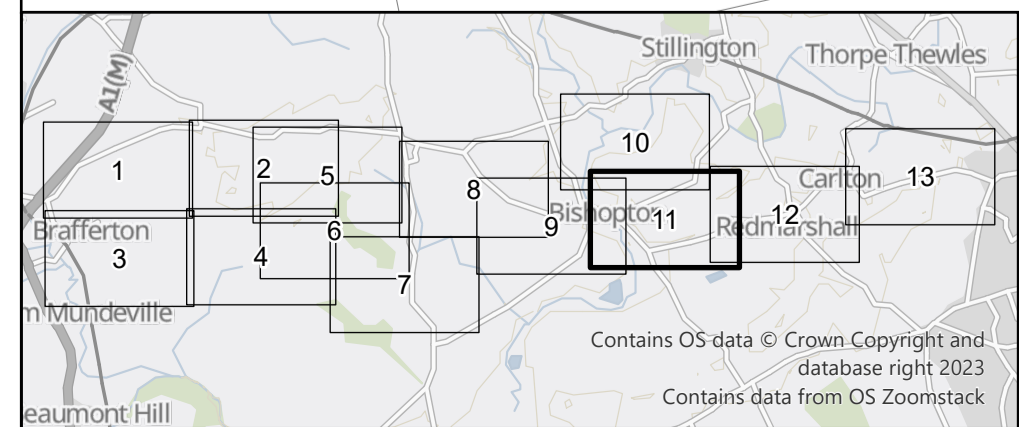 Stillington
Thorpe Thewles
A1(M)
10
1
2
5
8
13
Carlton
Bishopton
11
12
Redmarshall
9
Brafferton
6
3
4
7
m Mundeville
Contains OS data © Crown Copyright and
database right 2023
Contains data from OS Zoomstack
eaumont Hill